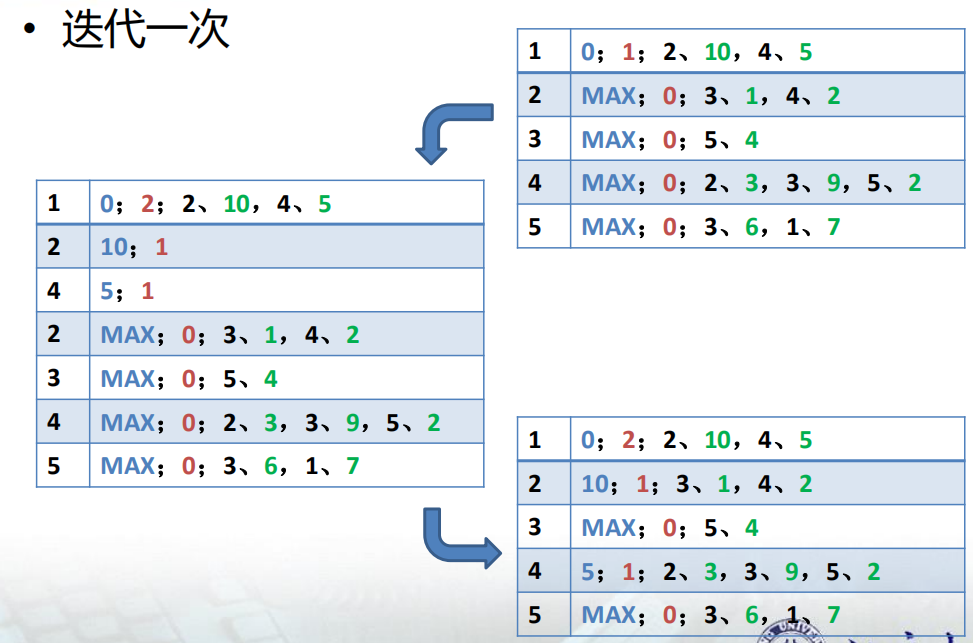 • 迭代一次
1 0；1；2、10，4、5
2 MAX；0；3、1，4、2
3 MAX；0；5、4
4 MAX；0；2、3，3、9，5、2
5 MAX；0；3、6，1、7
1 0；2；2、10，4、5
2 10；1
4 5；1
2 MAX；0；3、1，4、2
3 MAX；0；5、4
4 MAX；0；2、3，3、9，5、2
5 MAX；0；3、6，1、7
1 0；2；2、10，4、5
2 10；1；3、1，4、2
3 MAX；0；5、4
4 5；1；2、3，3、9，5、2
5 MAX；0；3、6，1、7